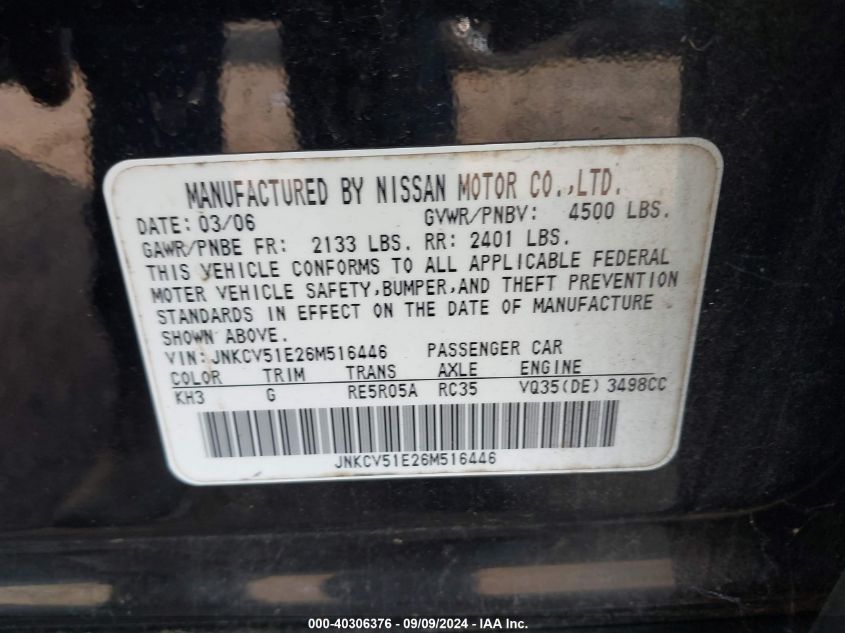 MANUFACTURED BY NISSAN MOTOR CO.,LTD.
DATE: 03/06 GVWR/PNBV: 4500 LBS.
GAWR/PNBE FR: 2133 LBS. RR: 2401 LBS.
THIS VEHICLE CONFORMS TO ALL APPLICABLE FEDERAL
MOTER VEHICLE SAFETY,BUMPER,AND THEFT PREVENTION
STANDARDS IN EFFECT ON THE DATE OF MANUFACTURE
SHOWN ABOVE.
VIN:JNKCV51E26M516446 PASSENGER CAR
COLOR TRIM TRANS AXLE ENGINE
KH3 G RE5R05A RC35 VQ35(DE) 3498CC
JNKCV51E26M516446
000-40306376 - 09/09/2024 - IAA Inc.